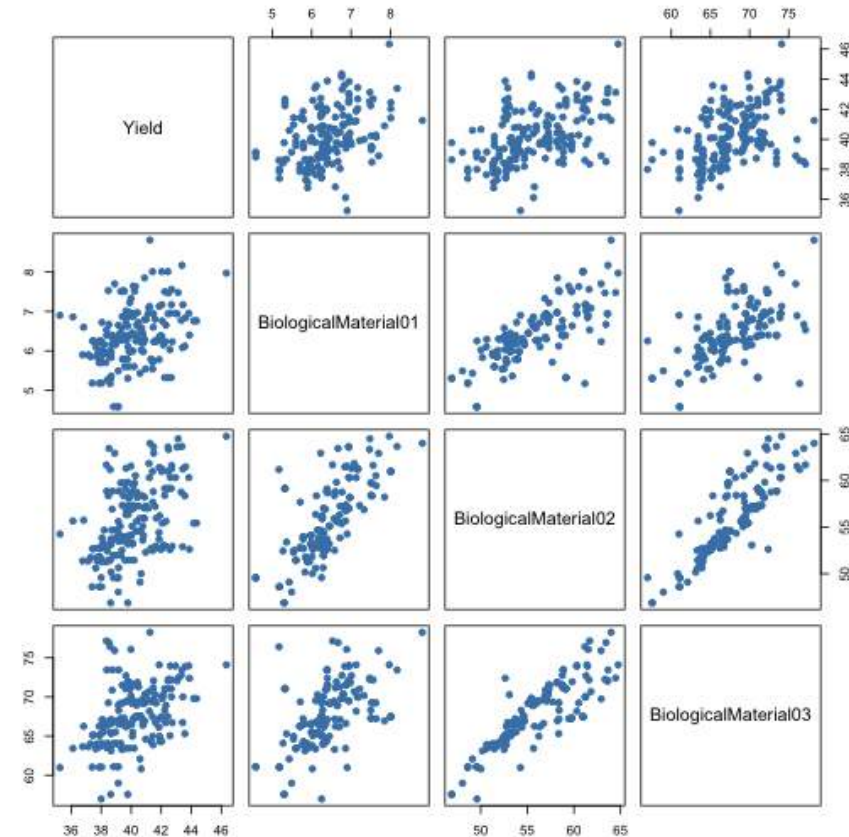 5 6 7 8
60 65 70 75
Yield
36 38 40 42 44 46
5 6 7 8
BiologicalMaterial01
BiologicalMaterial02
50 55 60 65
60 65 70 75
BiologicalMaterial03
36 38 40 42 44 46
50 55 60 65